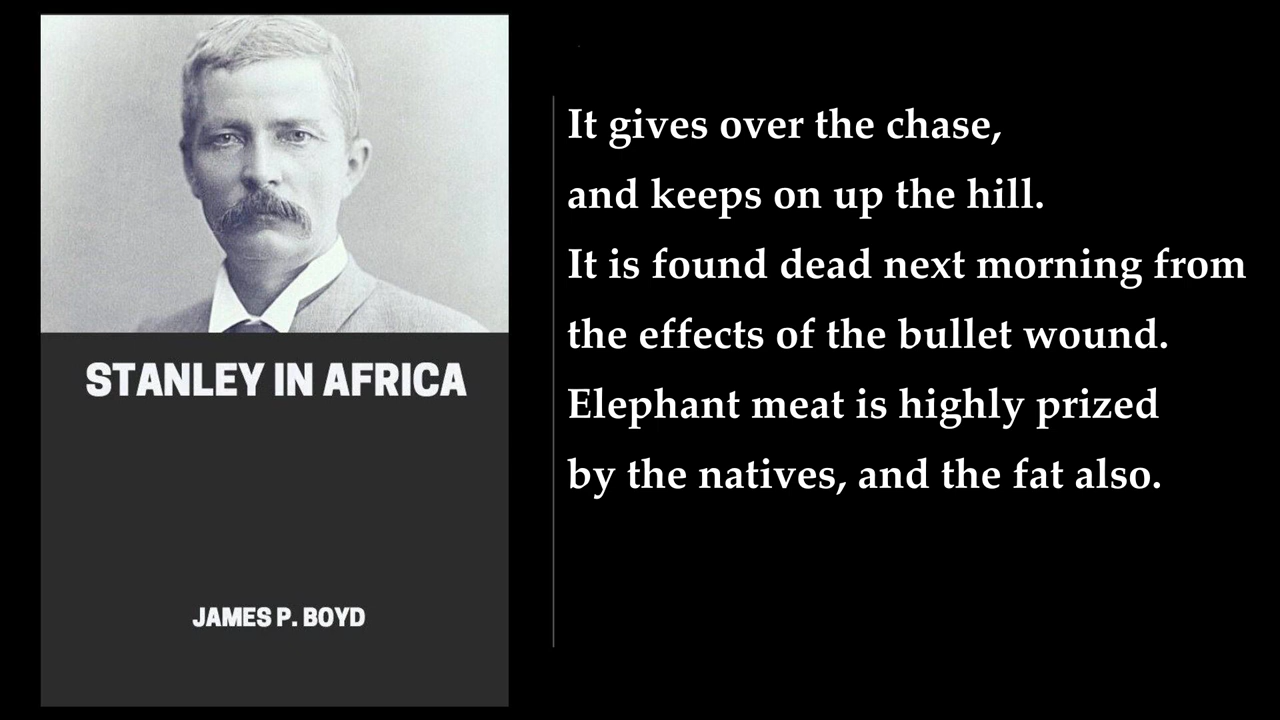 STANLEY IN AFRICA
JAMES P. BOYD
It gives over the chase,
and keeps on up the hill.
It is found dead next morning from
the effects of the bullet wound.
Elephant meat is highly prized
by the natives, and the fat also.